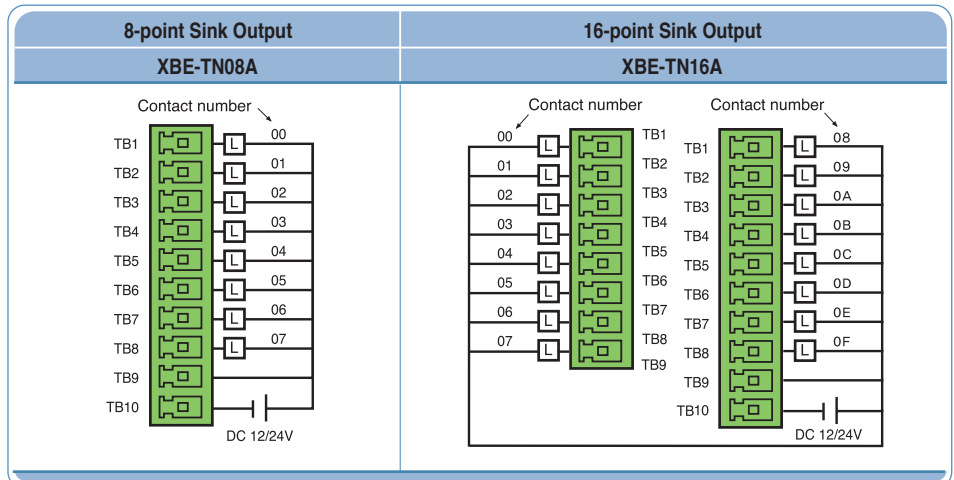 8-point Sink Output
16-point Sink Output
XBE-TN08A
XBE-TN16A
Contact number
TB1 L 00
TB2 L 01
TB3 L 02
TB4 L 03
TB5 L 04
TB6 L 05
TB7 L 06
TB8 L 07
TB9
TB10
DC 12/24V
Contact number
00 L TB1
01 L TB2
02 L TB3
03 L TB4
04 L TB5
05 L TB6
06 L TB7
07 L TB8
TB9
Contact number
TB1 L 08
TB2 L 09
TB3 L 0A
TB4 L 0B
TB5 L 0C
TB6 L 0D
TB7 L 0E
TB8 L 0F
TB9
TB10
DC 12/24V